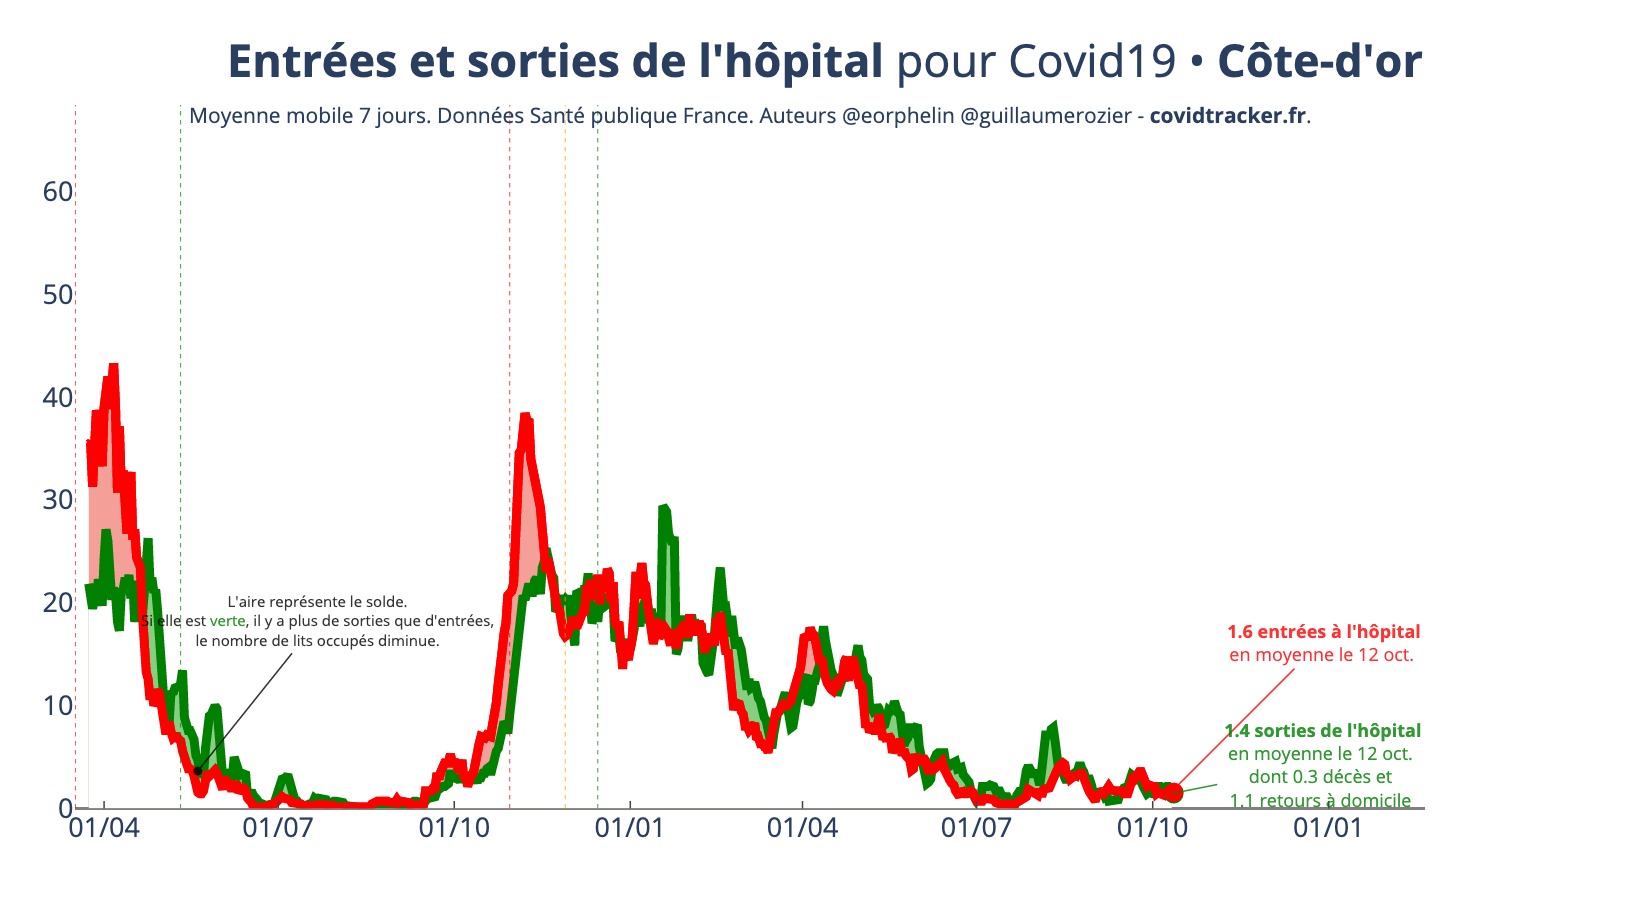 Entrées et sorties de l'hôpital pour Covid19 • Côte-d'or
Moyenne mobile 7 jours. Données Santé publique France. Auteurs @eorphelin @guillaumerozier - covidtracker.fr.
60
50
40
30
20
10
0
L'aire représente le solde.
Si elle est verte, il y a plus de sorties que d'entrées,
le nombre de lits occupés diminue.
1.6 entrées à l'hôpital
en moyenne le 12 oct.
1.4 sorties de l'hôpital
en moyenne le 12 oct.
dont 0.3 décès et
1.1 retours à domicile
01/04 01/07 01/10 01/01 01/04 01/07 01/10 01/01